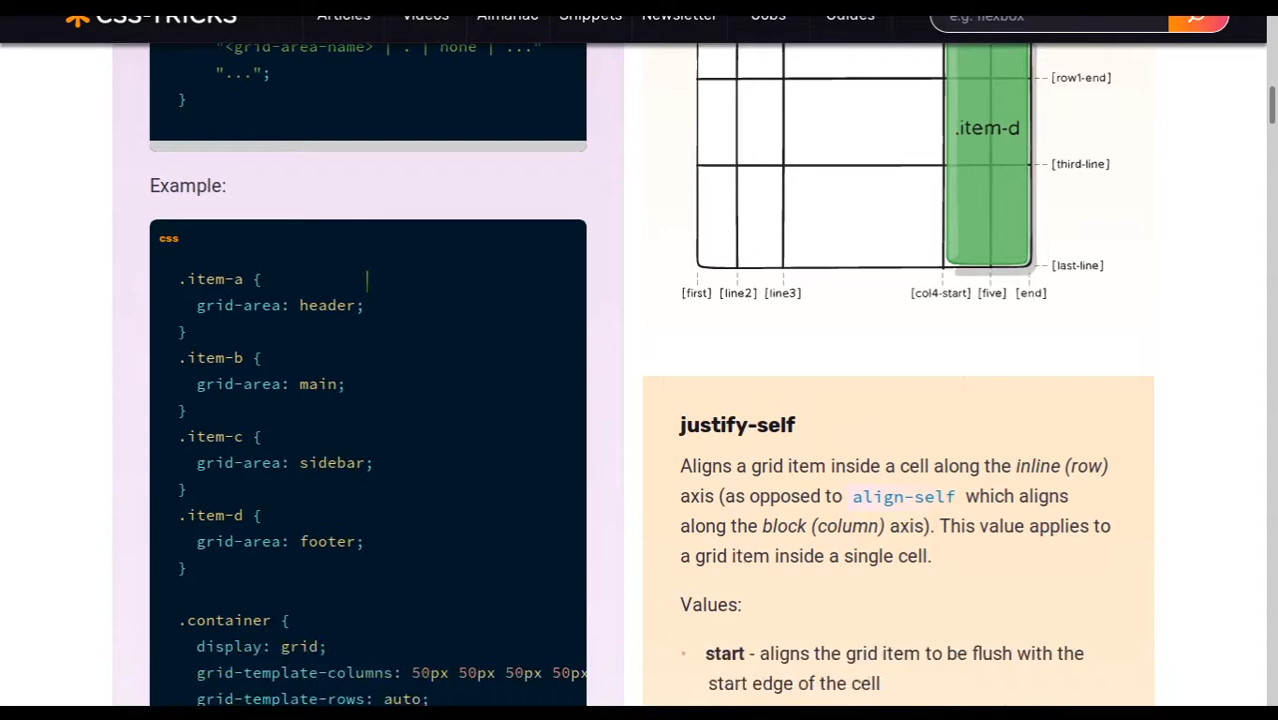 CSS-TRICKS
Articles Videos Almanac Snippets Newsletter Jobs Guides
e.g. flexbox
"<grid-area-name> | . | none | ..."
"...";
}
Example:
css
.item-a {
grid-area: header;
}
.item-b {
grid-area: main;
}
.item-c {
grid-area: sidebar;
}
.item-d {
grid-area: footer;
}
.container {
display: grid;
grid-template-columns: 50px 50px 50px 50px
grid-template-rows: auto;
[row1-end]
.item-d
[third-line]
[last-line]
[first] [line2] [line3] [col4-start] [five] [end]
justify-self
Aligns a grid item inside a cell along the inline (row)
axis (as opposed to align-self which aligns
along the block (column) axis). This value applies to
a grid item inside a single cell.
Values:
start - aligns the grid item to be flush with the
start edge of the cell